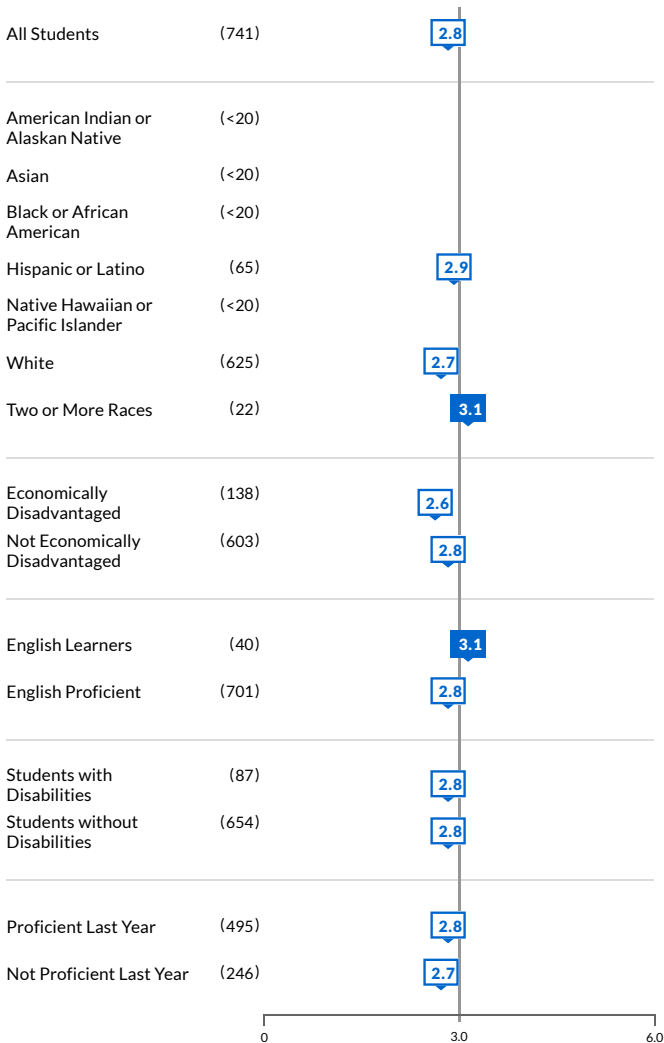 All Students (741) 2.8
American Indian or (<20)
Alaskan Native
Asian (<20)
Black or African (<20)
American
Hispanic or Latino (65) 2.9
Native Hawaiian or (<20)
Pacific Islander
White (625) 2.7
Two or More Races (22) 3.1
Economically (138) 2.6
Disadvantaged
Not Economically (603) 2.8
Disadvantaged
English Learners (40) 3.1
English Proficient (701) 2.8
Students with (87) 2.8
Disabilities
Students without (654) 2.8
Disabilities
Proficient Last Year (495) 2.8
Not Proficient Last Year (246) 2.7
0 3.0 6.0